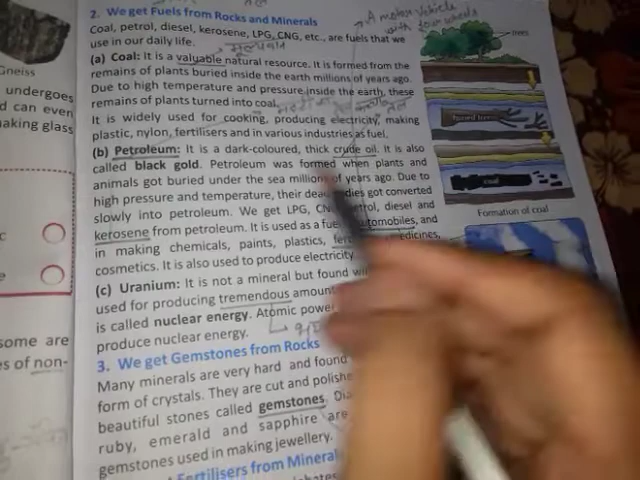 2. We get Fuels from Rocks and Minerals
A motor vehicle
with four wheels
Coal, petrol, diesel, kerosene, LPG, CNG, etc., are fuels that we
use in our daily life.
मूल्यवान
(a) Coal: It is a valuable natural resource. It is formed from the
remains of plants buried inside the earth millions of years ago.
Due to high temperature and pressure inside the earth, these
remains of plants turned into coal.
It is widely used for cooking, producing electricity, making
plastic, nylon, fertilisers and in various industries as fuel.
(b) Petroleum: It is a dark-coloured, thick crude oil. It is also
called black gold. Petroleum was formed when plants and
animals got buried under the sea millions of years ago. Due to
high pressure and temperature, their dead bodies got converted
slowly into petroleum. We get LPG, diesel and
kerosene from petroleum. It is used as a fuel
in making chemicals, paints, plastics,
cosmetics. It is also used to produce electricity
(c) Uranium: It is not a mineral but found
used for producing tremendous
is called nuclear energy. Atomic power
produce nuclear energy.
3. We get Gemstones from Rocks
Many minerals are very hard and found
form of crystals. They are cut and
beautiful stones called gemstones.
ruby, emerald and sapphire are
gemstones used in making jewellery.
Fertilisers from
trees
buried trees
coal
Formation of coal
Gneiss
undergoes
can even
making glass
some are
of non-